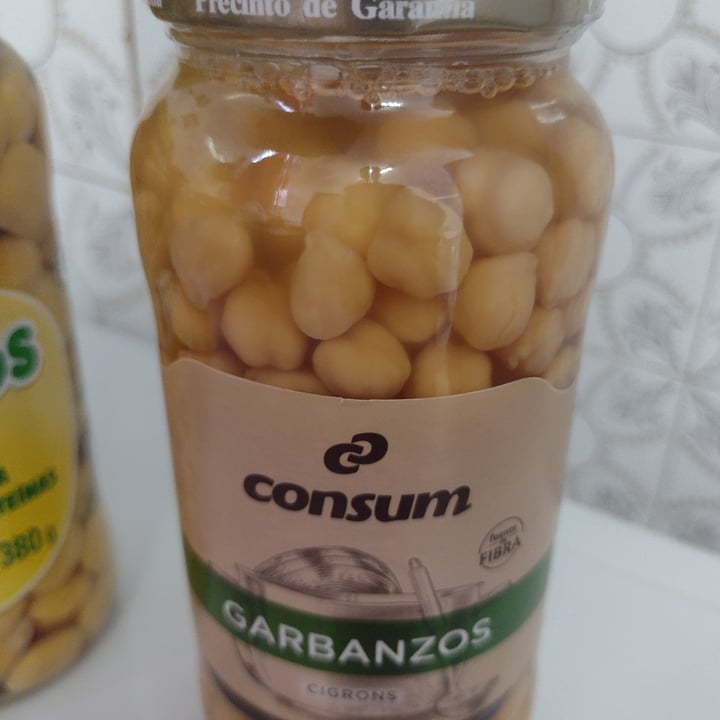 Precinto de Garantía
consum
fuente de
FIBRA
GARBANZOS
CIGRONS
380 g